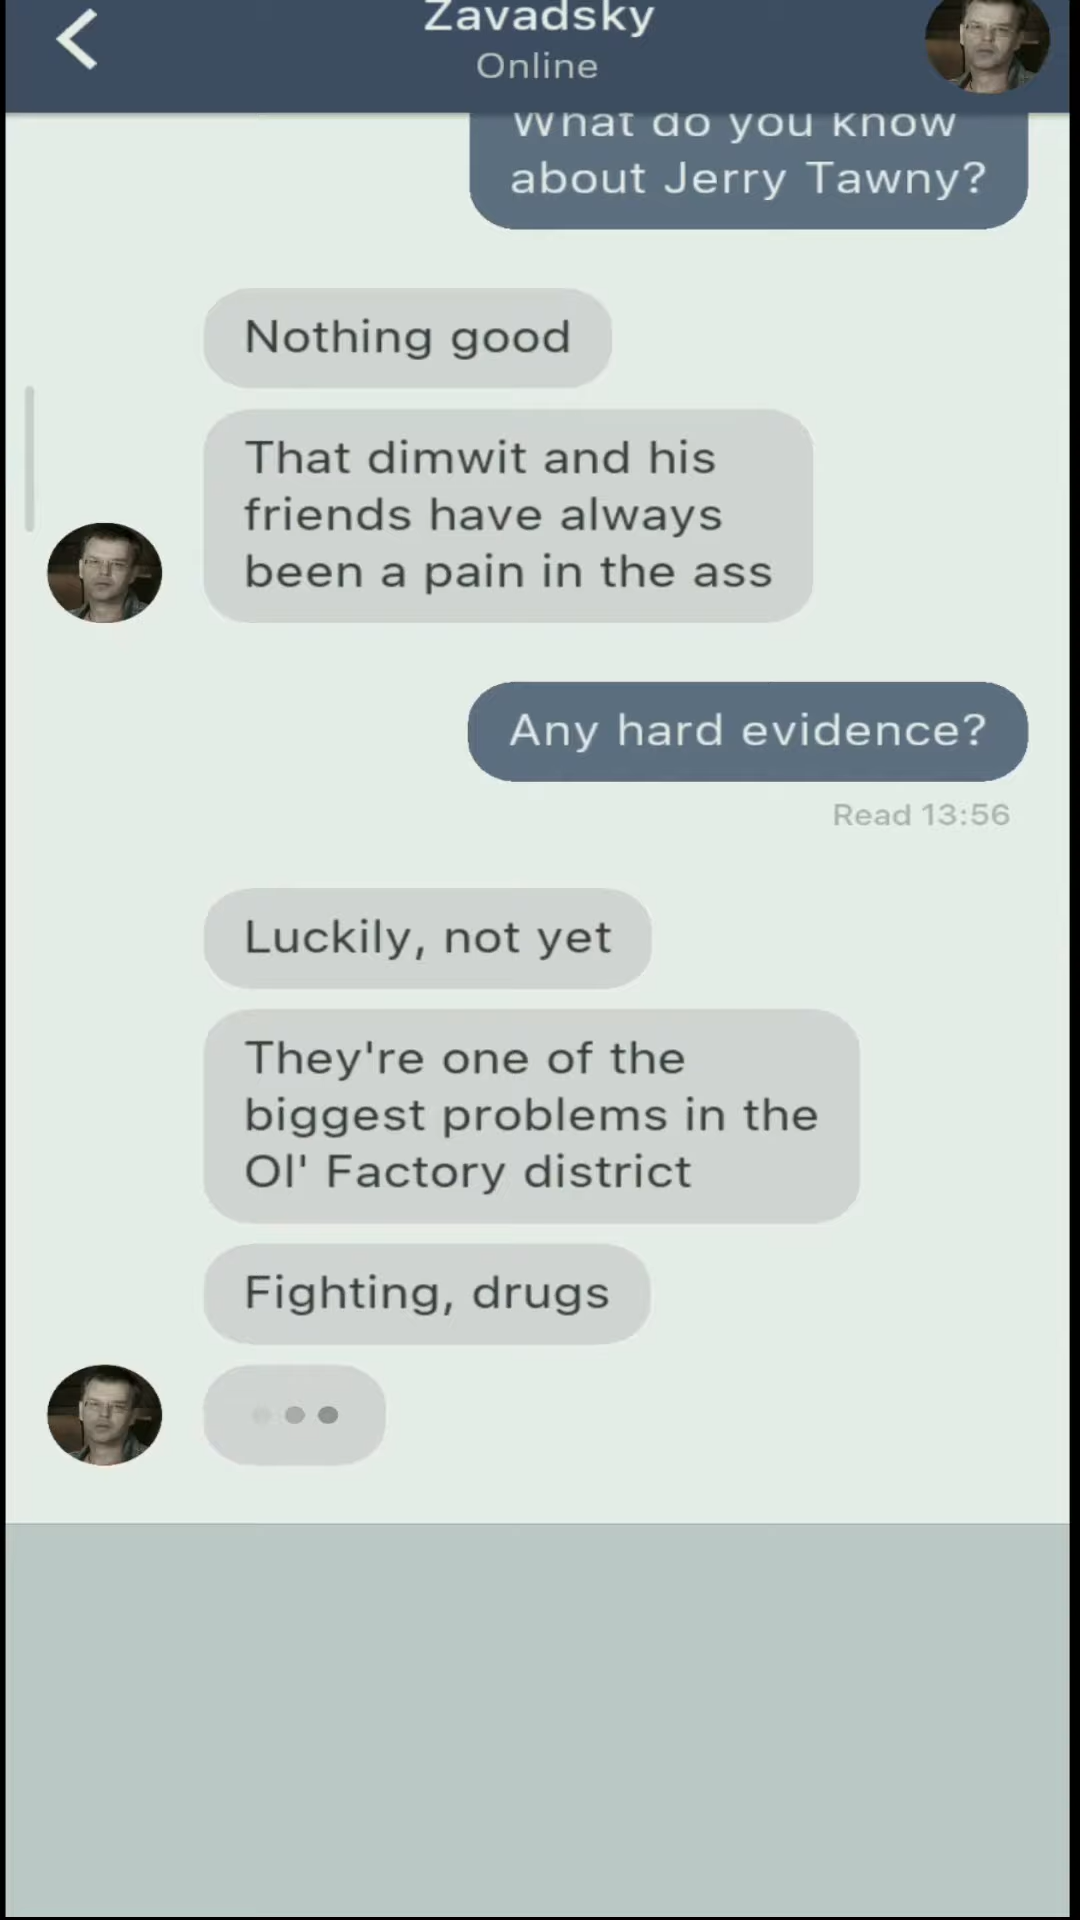 Zavadsky
Online
What do you know
about Jerry Tawny?
Nothing good
That dimwit and his
friends have always
been a pain in the ass
Any hard evidence?
Read 13:56
Luckily, not yet
They're one of the
biggest problems in the
Ol' Factory district
Fighting, drugs